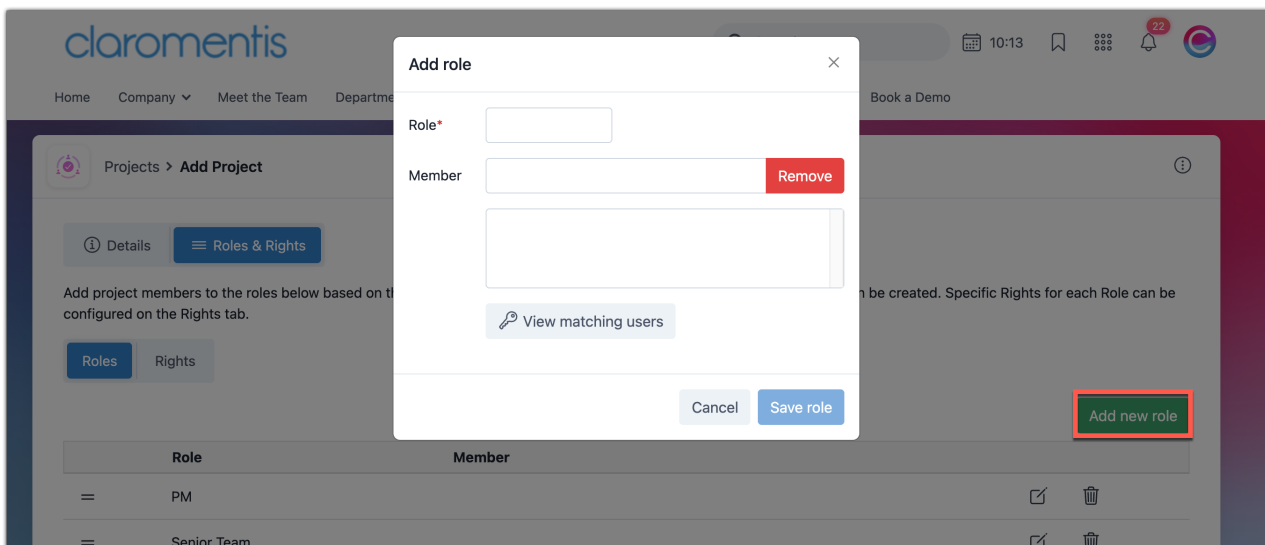 claromentis
10:13
22
Home Company Meet the Team Departme Book a Demo
Projects > Add Project
Details Roles & Rights
Add project members to the roles below based on t n be created. Specific Rights for each Role can be
configured on the Rights tab.
Roles Rights
Add new role
Role Member
PM
Senior Team
Add role
Role*
Member Remove
View matching users
Cancel Save role